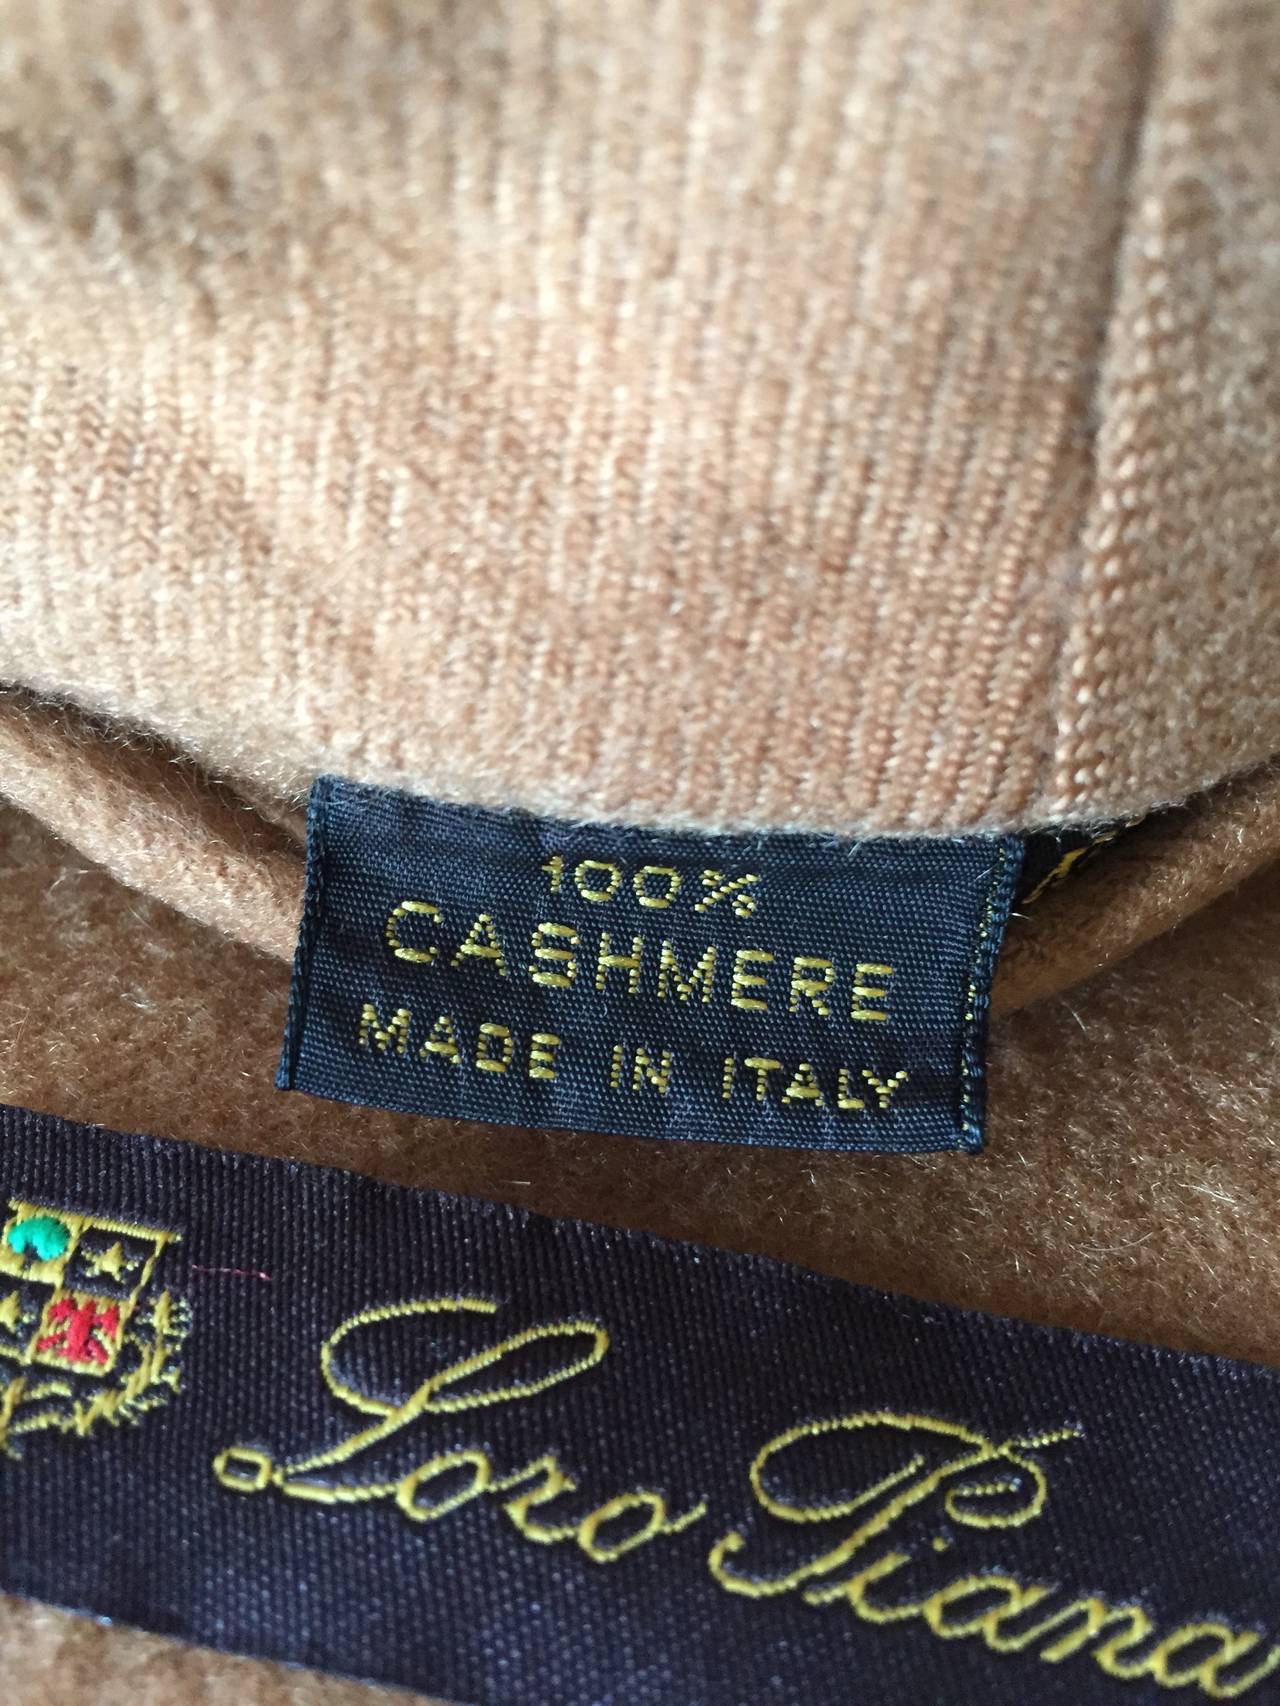 100%
CASHMERE
MADE IN ITALY
Loro Piana